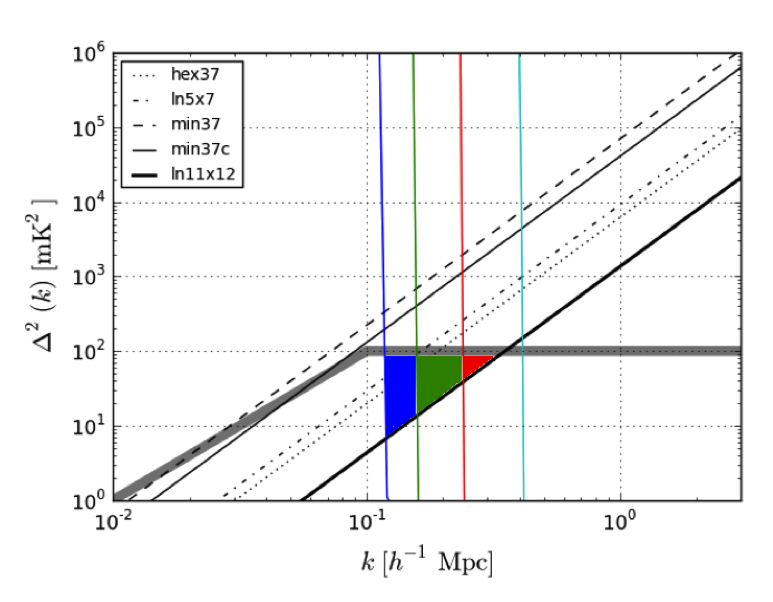 10^6
10^5
10^4
10^3
10^2
10^1
10^0
Δ^2 (k) [mK^2]
hex37
ln5x7
min37
min37c
ln11x12
10^-2 10^-1 10^0
k [h^-1 Mpc]